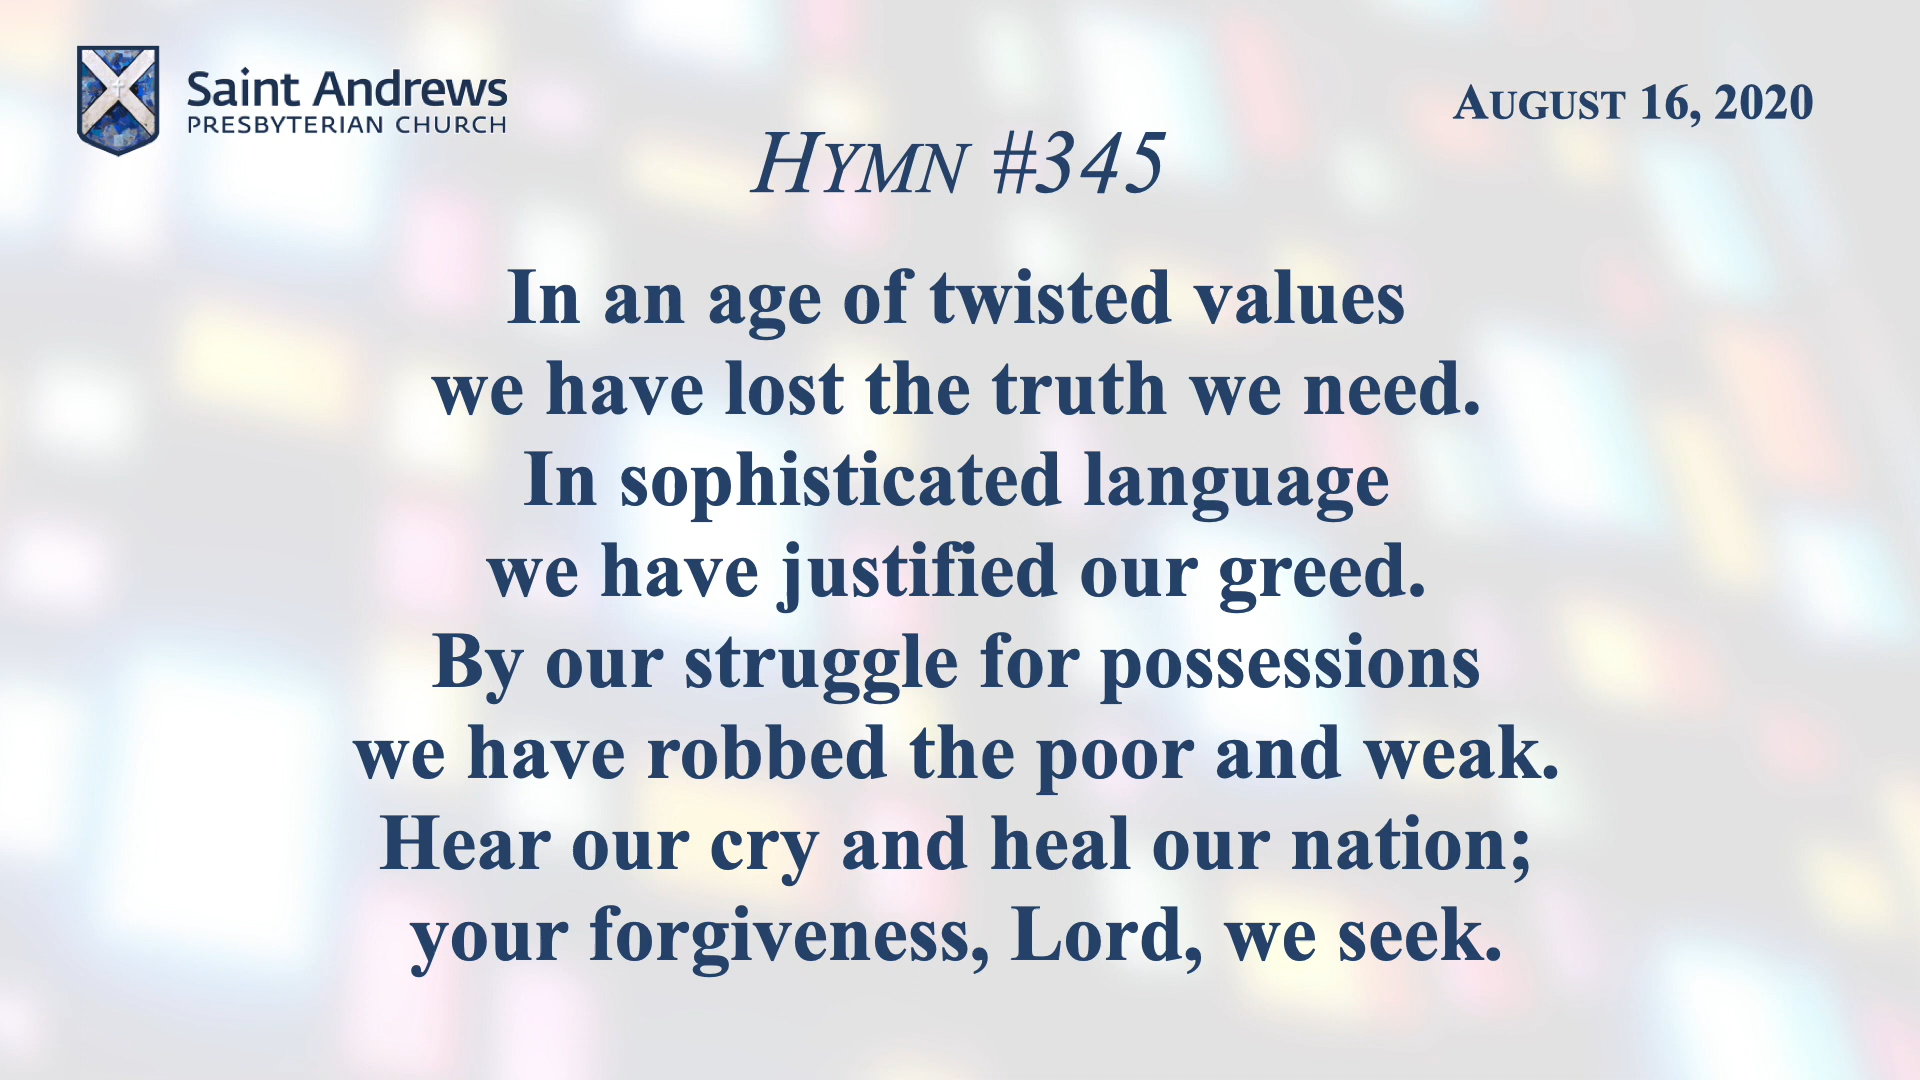 Saint Andrews
PRESBYTERIAN CHURCH
AUGUST 16, 2020
HYMN #345
In an age of twisted values
we have lost the truth we need.
In sophisticated language
we have justified our greed.
By our struggle for possessions
we have robbed the poor and weak.
Hear our cry and heal our nation;
your forgiveness, Lord, we seek.